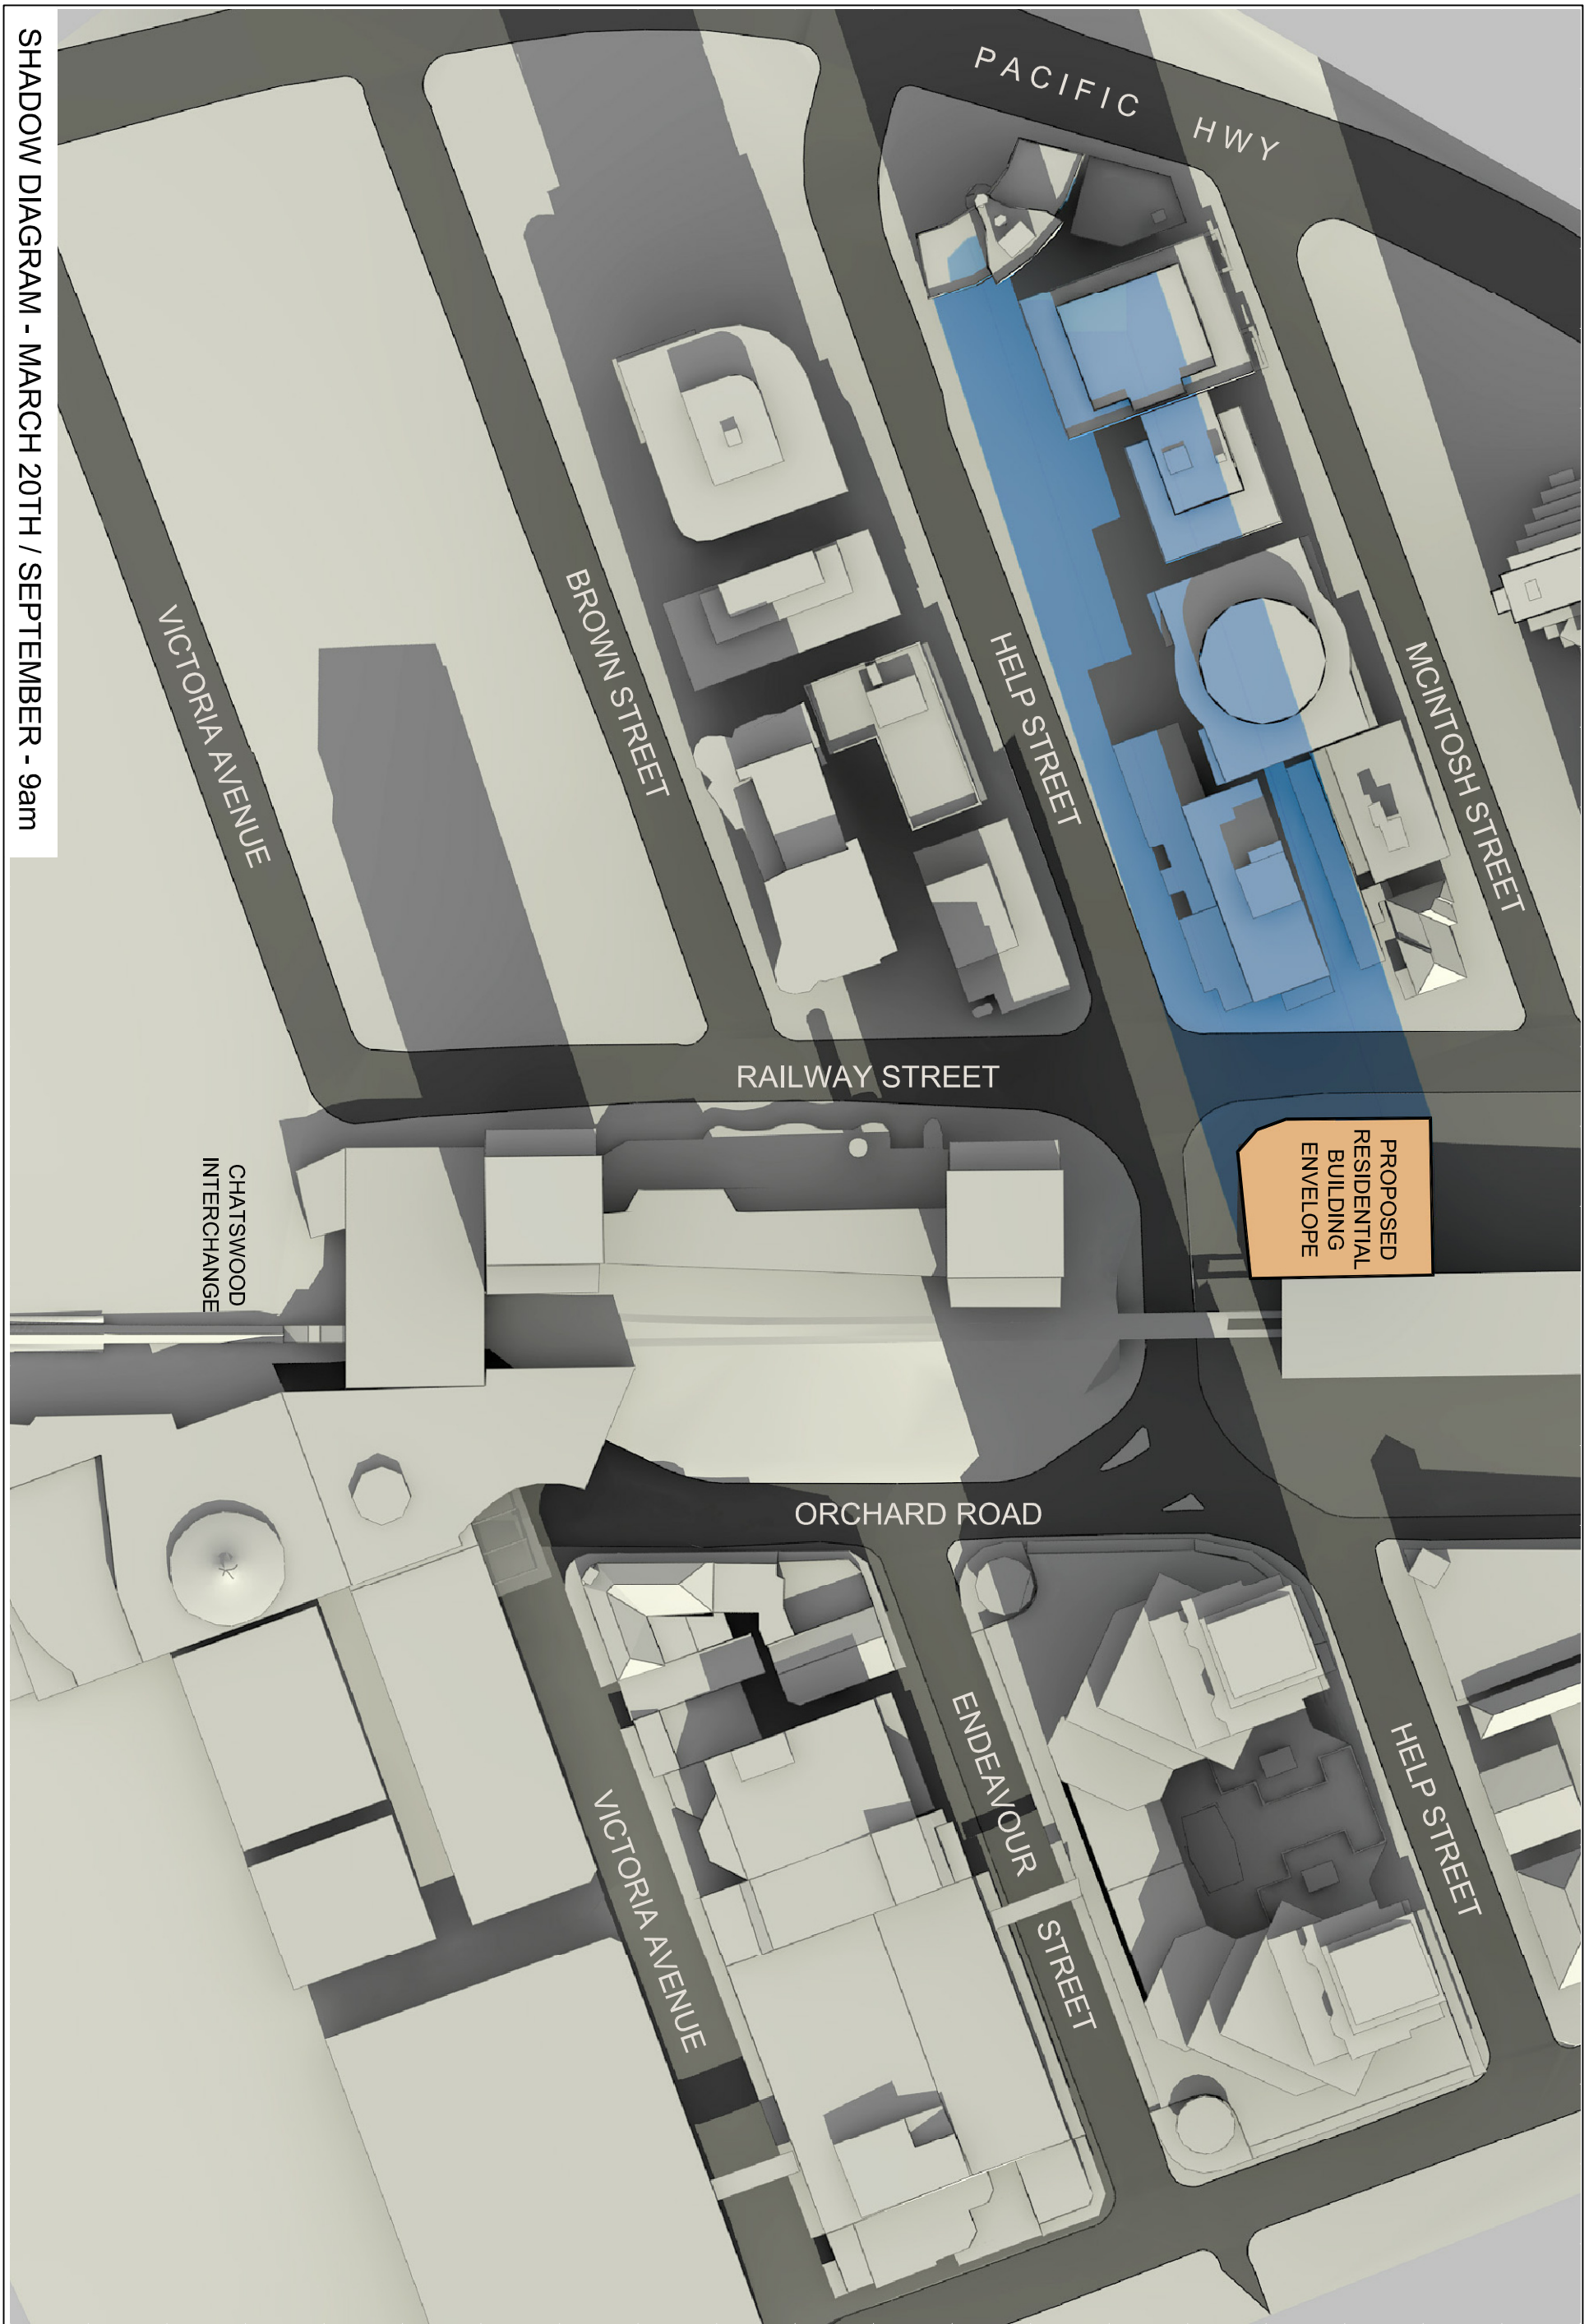 SHADOW DIAGRAM - MARCH 20TH / SEPTEMBER - 9am
PACIFIC HWY
MCINTOSH STREET
HELP STREET
BROWN STREET
VICTORIA AVENUE
RAILWAY STREET
PROPOSED
RESIDENTIAL
BUILDING
ENVELOPE
CHATSWOOD
INTERCHANGE
ORCHARD ROAD
HELP STREET
ENDEAVOUR STREET
VICTORIA AVENUE